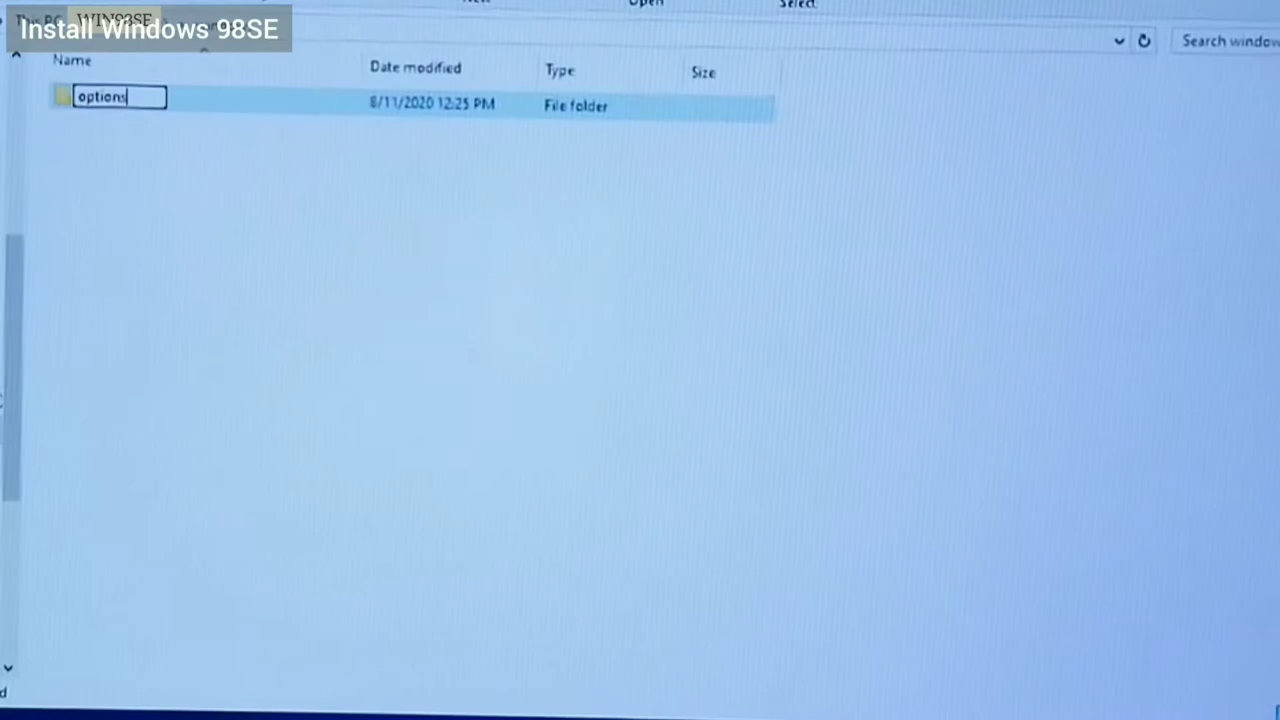 Open
Select
WIN98SE
Install Windows 98SE
Search window
Name
Date modified
Type
Size
options
8/11/2020 12:25 PM
File folder